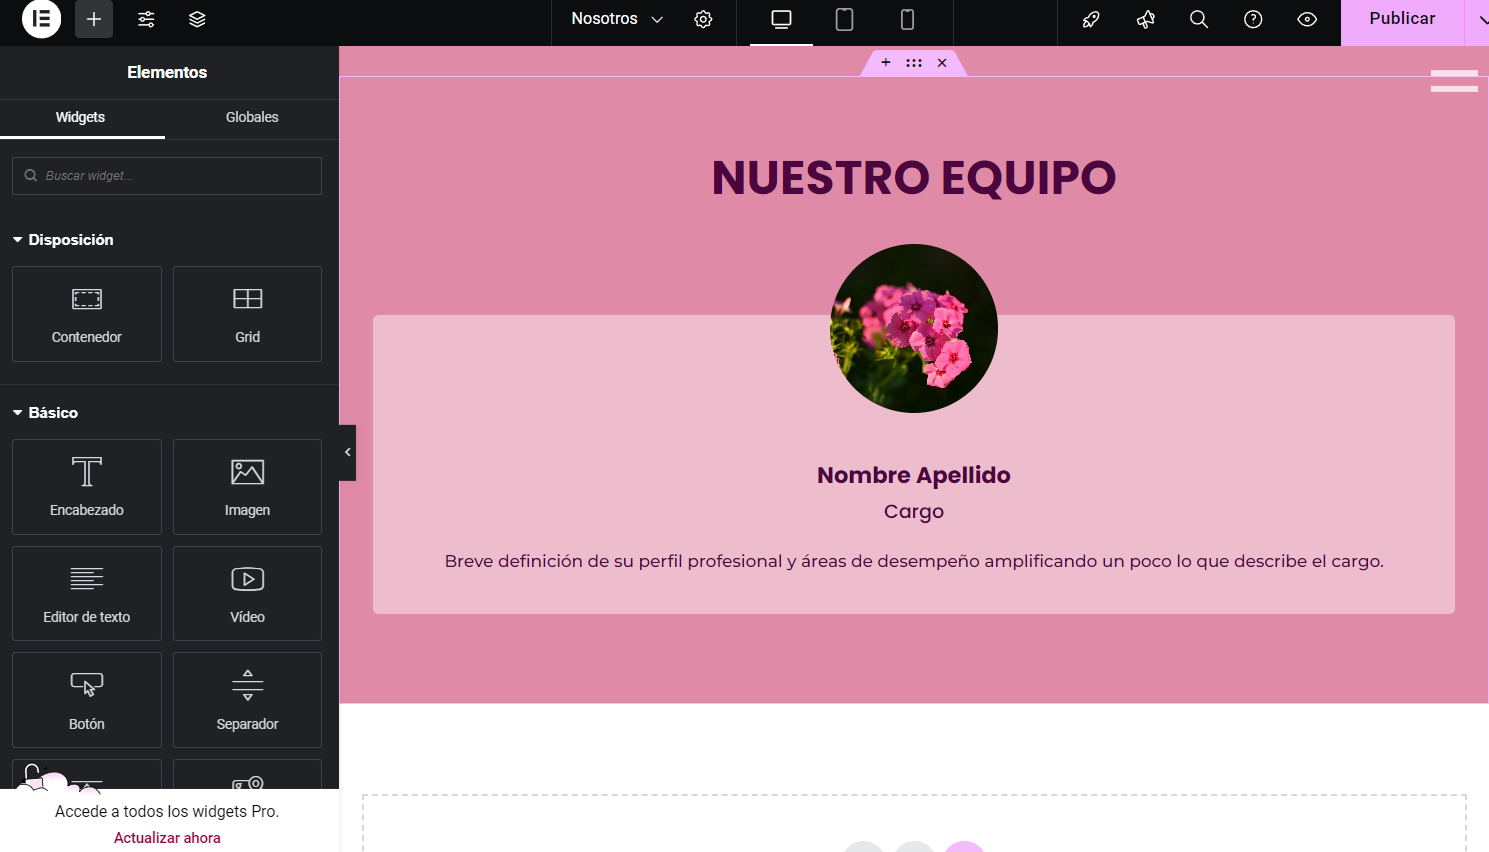 Nosotros
Publicar
Elementos
Widgets
Globales
Buscar widget...
Disposición
Contenedor
Grid
Básico
Encabezado
Imagen
Editor de texto
Vídeo
Botón
Separador
Accede a todos los widgets Pro.
Actualizar ahora
NUESTRO EQUIPO
Nombre Apellido
Cargo
Breve definición de su perfil profesional y áreas de desempeño amplificando un poco lo que describe el cargo.